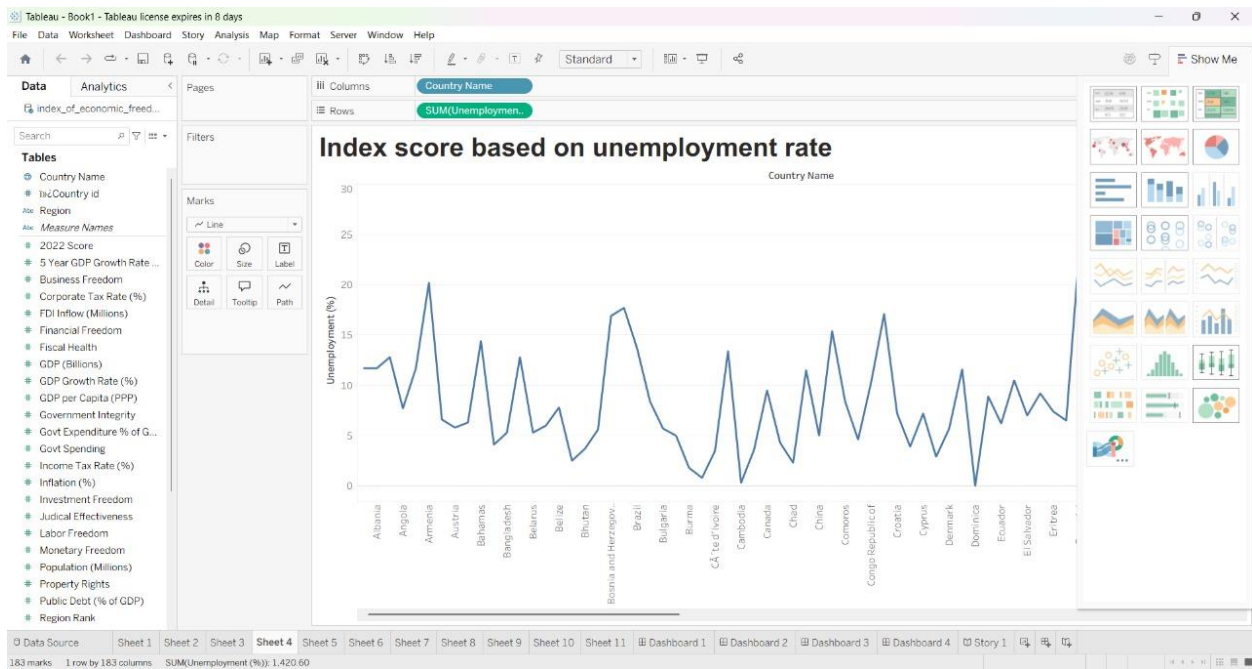 Tableau - Book1 - Tableau license expires in 8 days
File Data Worksheet Dashboard Story Analysis Map Format Server Window Help
Standard
Show Me
Data Analytics
Pages
Columns Country Name
index_of_economic_freed...
Rows SUM(Unemploymen..
Search
Filters
Index score based on unemployment rate
Tables
Country Name
Country Name
Country id
Abc Region
Marks
Abc Measure Names
Line
2022 Score
5 Year GDP Growth Rate ...
Business Freedom
Color Size Label
Corporate Tax Rate (%)
FDI Inflow (Millions)
Detail Tooltip Path
Financial Freedom
Fiscal Health
GDP (Billions)
GDP Growth Rate (%)
GDP per Capita (PPP)
Government Integrity
Govt Expenditure % of G...
Govt Spending
Income Tax Rate (%)
Inflation (%)
Investment Freedom
Judical Effectiveness
Labor Freedom
Monetary Freedom
Population (Millions)
Property Rights
Public Debt (% of GDP)
Region Rank
30
25
20
15
10
5
0
Unemployment (%)
Albania
Angola
Armenia
Austria
Bahamas
Bangladesh
Belarus
Belize
Bhutan
Bosnia and Herzegov..
Brazil
Bulgaria
Burma
CÃ´te d'Ivoire
Cambodia
Canada
Chad
China
Comoros
Congo Republic of
Croatia
Cyprus
Denmark
Dominica
Ecuador
El Salvador
Eritrea
Data Source Sheet 1 Sheet 2 Sheet 3 Sheet 4 Sheet 5 Sheet 6 Sheet 7 Sheet 8 Sheet 9 Sheet 10 Sheet 11 Dashboard 1 Dashboard 2 Dashboard 3 Dashboard 4 Story 1
183 marks 1 row by 183 columns SUM(Unemployment (%)): 1,420.60